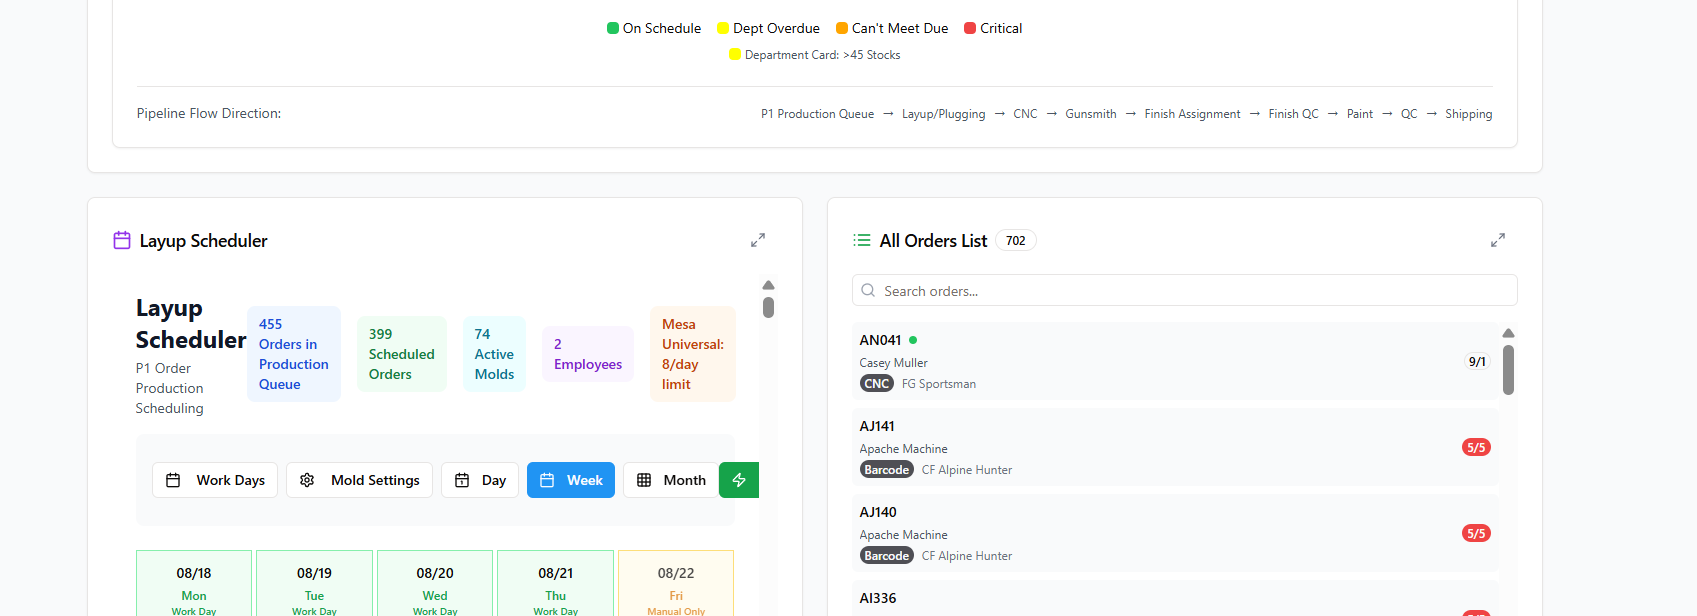 On Schedule Dept Overdue Can't Meet Due Critical
Department Card: >45 Stocks
Pipeline Flow Direction:
P1 Production Queue → Layup/Plugging → CNC → Gunsmith → Finish Assignment → Finish QC → Paint → QC → Shipping
Layup Scheduler
Layup
Scheduler
P1 Order
Production
Scheduling
455
Orders in
Production
Queue
399
Scheduled
Orders
74
Active
Molds
2
Employees
Mesa
Universal:
8/day
limit
Work Days Mold Settings Day Week Month
08/18
Mon
Work Day
08/19
Tue
Work Day
08/20
Wed
Work Day
08/21
Thu
Work Day
08/22
Fri
Manual Only
All Orders List 702
Search orders...
AN041
Casey Muller
CNC FG Sportsman
9/1
AJ141
Apache Machine
Barcode CF Alpine Hunter
5/5
AJ140
Apache Machine
Barcode CF Alpine Hunter
5/5
AI336